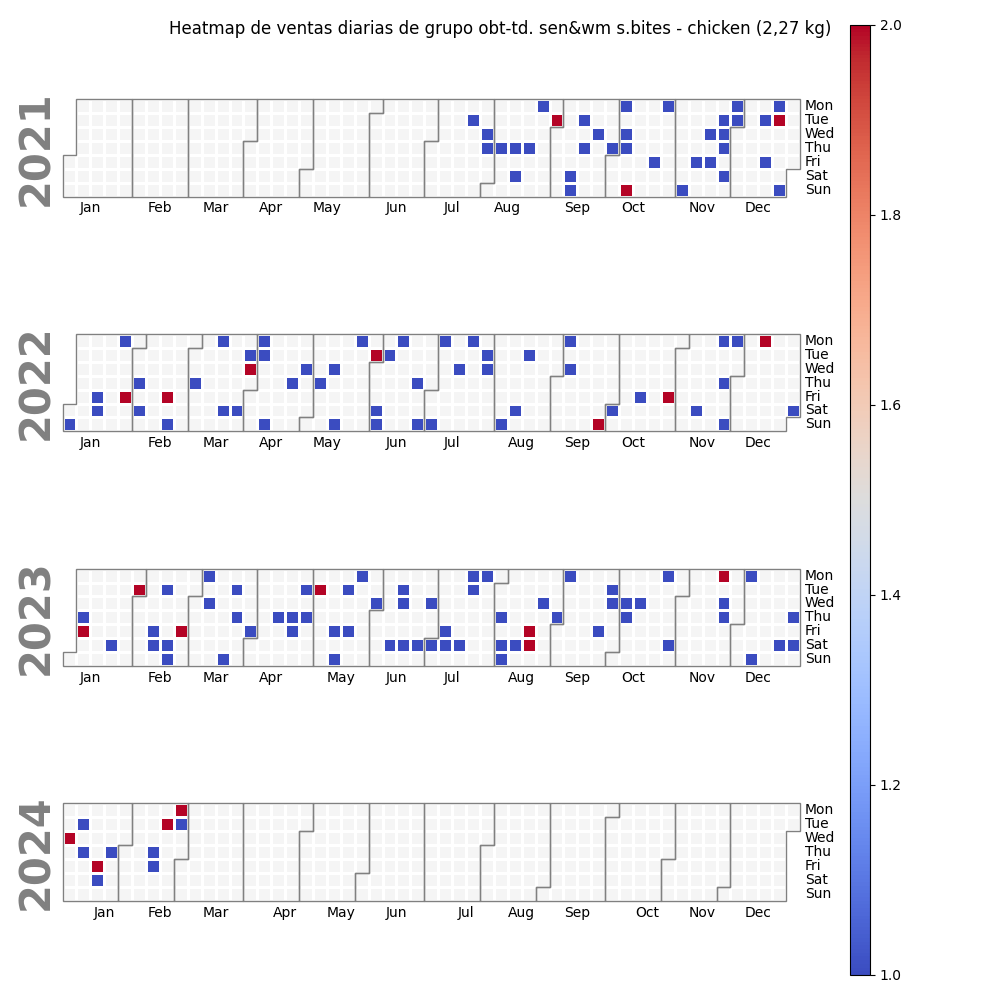 Heatmap de ventas diarias de grupo obt-td. sen&wm s.bites - chicken (2,27 kg)
2.0
1.8
1.6
1.4
1.2
1.0
2021
Mon
Tue
Wed
Thu
Fri
Sat
Sun
Jan Feb Mar Apr May Jun Jul Aug Sep Oct Nov Dec
2022
Mon
Tue
Wed
Thu
Fri
Sat
Sun
Jan Feb Mar Apr May Jun Jul Aug Sep Oct Nov Dec
2023
Mon
Tue
Wed
Thu
Fri
Sat
Sun
Jan Feb Mar Apr May Jun Jul Aug Sep Oct Nov Dec
2024
Mon
Tue
Wed
Thu
Fri
Sat
Sun
Jan Feb Mar Apr May Jun Jul Aug Sep Oct Nov Dec